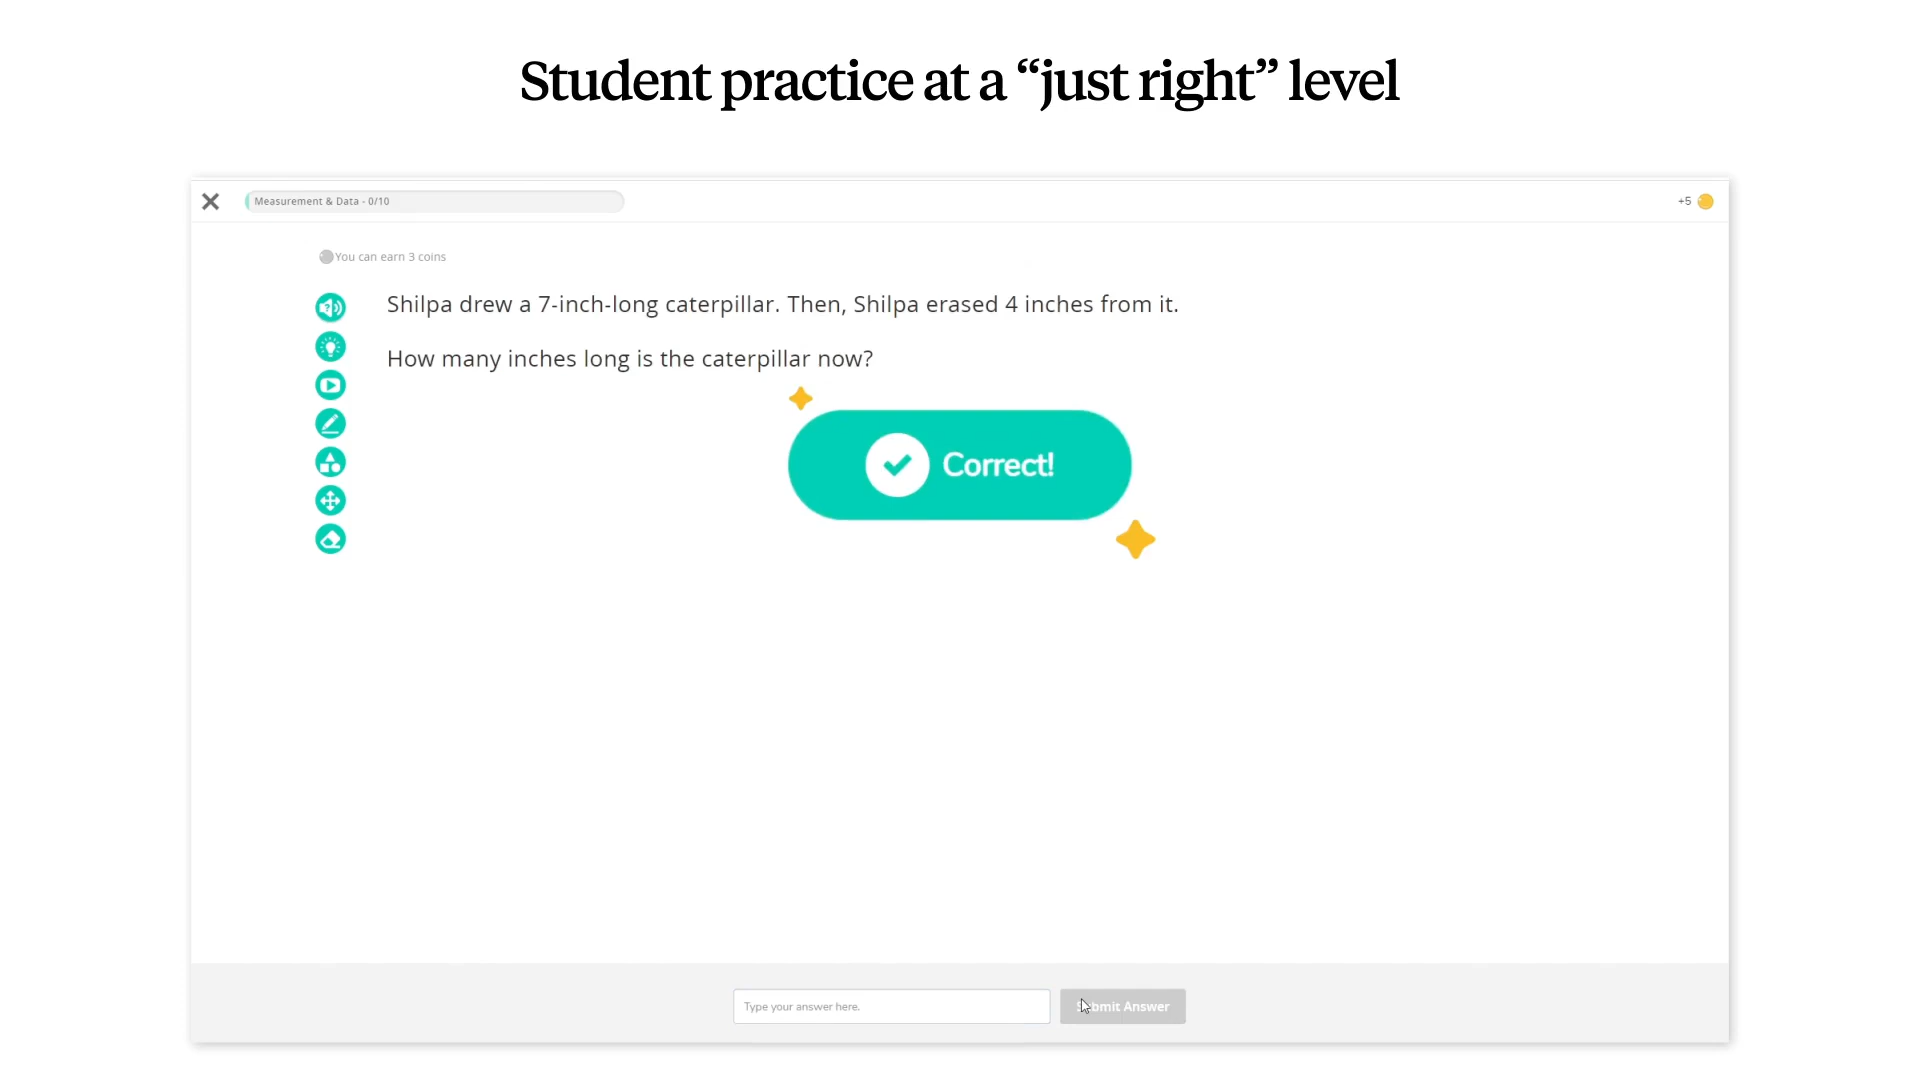 Student practice at a “just right” level
Measurement & Data - 0/10
+5
You can earn 3 coins
Shilpa drew a 7-inch-long caterpillar. Then, Shilpa erased 4 inches from it.
How many inches long is the caterpillar now?
Correct!
Type your answer here.
Submit Answer